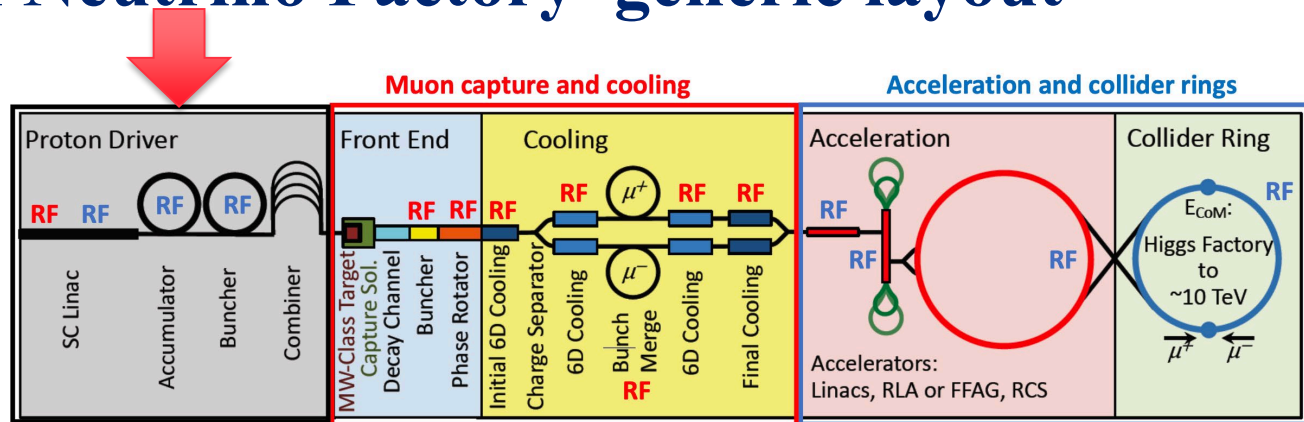 Neutrino Factory generic layout
Muon capture and cooling
Acceleration and collider rings
Proton Driver
RF
RF
RF
RF
SC Linac
Accumulator
Buncher
Combiner
Front End
RF
RF
MW-Class Target
Capture Sol.
Decay Channel
Buncher
Phase Rotator
Cooling
RF
RF
μ+
RF
RF
μ−
Initial 6D Cooling
Charge Separator
6D Cooling
Bunch
Merge
RF
6D Cooling
Final Cooling
Acceleration
RF
RF
RF
Accelerators:
Linacs, RLA or FFAG, RCS
Collider Ring
RF
ECoM:
Higgs Factory
to
~10 TeV
μ+ μ−